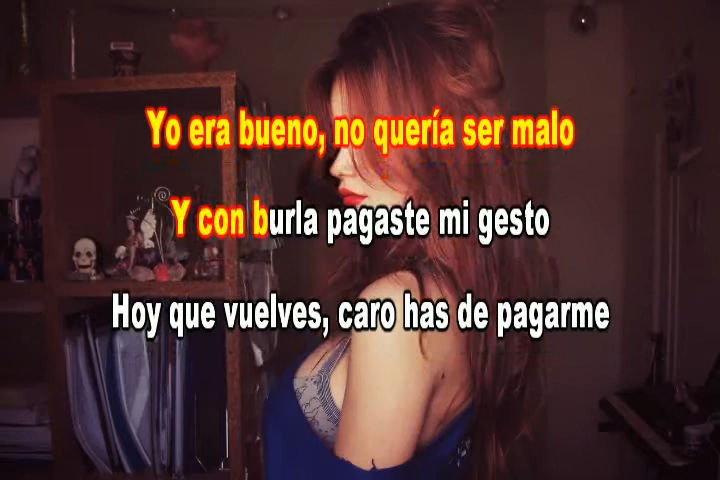 Yo era bueno, no quería ser malo
Y con burla pagaste mi gesto
Hoy que vuelves, caro has de pagarme